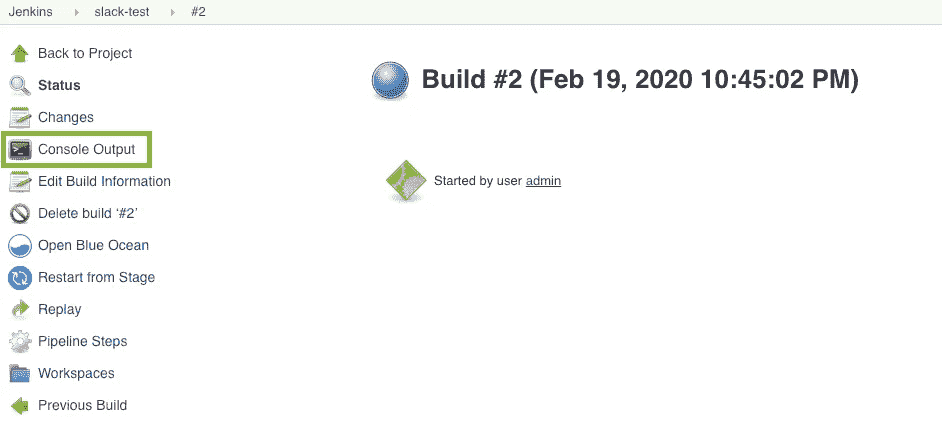 Jenkins slack-test #2
Back to Project
Status
Changes
Console Output
Edit Build Information
Delete build ‘#2’
Open Blue Ocean
Restart from Stage
Replay
Pipeline Steps
Workspaces
Previous Build
Build #2 (Feb 19, 2020 10:45:02 PM)
Started by user admin